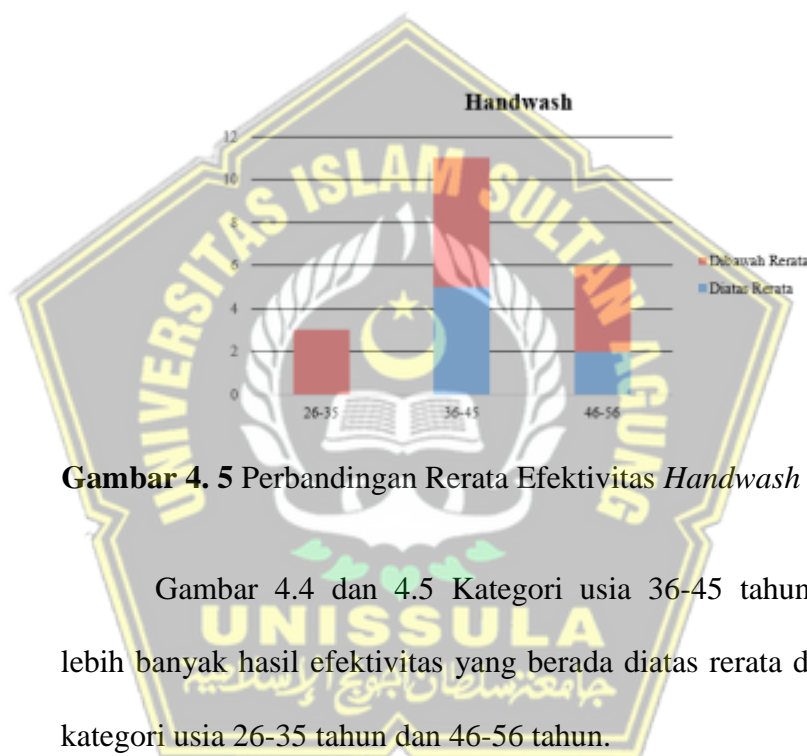 Handwash
12
10
8
6
4
2
0
26-35
36-45
46-56
Dibawah Rerata
Diatas Rerata
UNIVERSITAS ISLAM SULTAN AGUNG
Gambar 4. 5 Perbandingan Rerata Efektivitas Handwash
Gambar 4.4 dan 4.5 Kategori usia 36-45 tahun
lebih banyak hasil efektivitas yang berada diatas rerata d
UNISSULA
جامعتنسلطان أجونج الإسلامية
kategori usia 26-35 tahun dan 46-56 tahun.